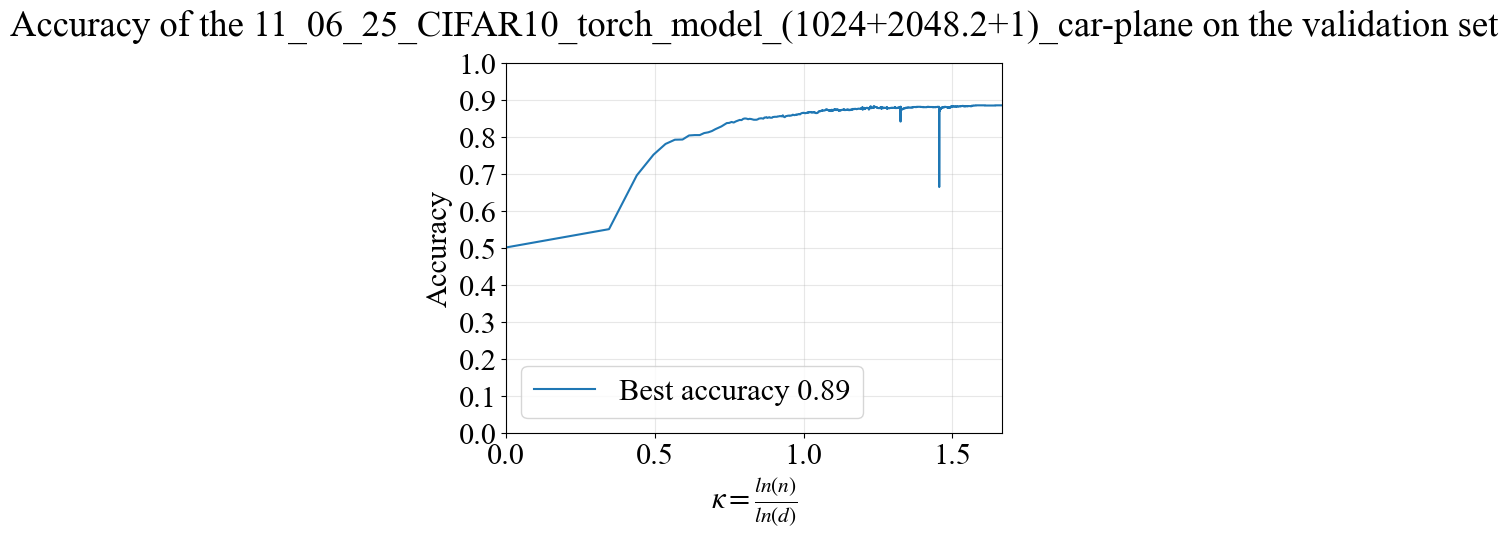 Accuracy of the 11_06_25_CIFAR10_torch_model_(1024+2048.2+1)_car-plane on the validation set
1.0
0.9
0.8
0.7
0.6
0.5
0.4
0.3
0.2
0.1
0.0
Accuracy
Best accuracy 0.89
0.0 0.5 1.0 1.5
κ = ln(n)/ln(d)